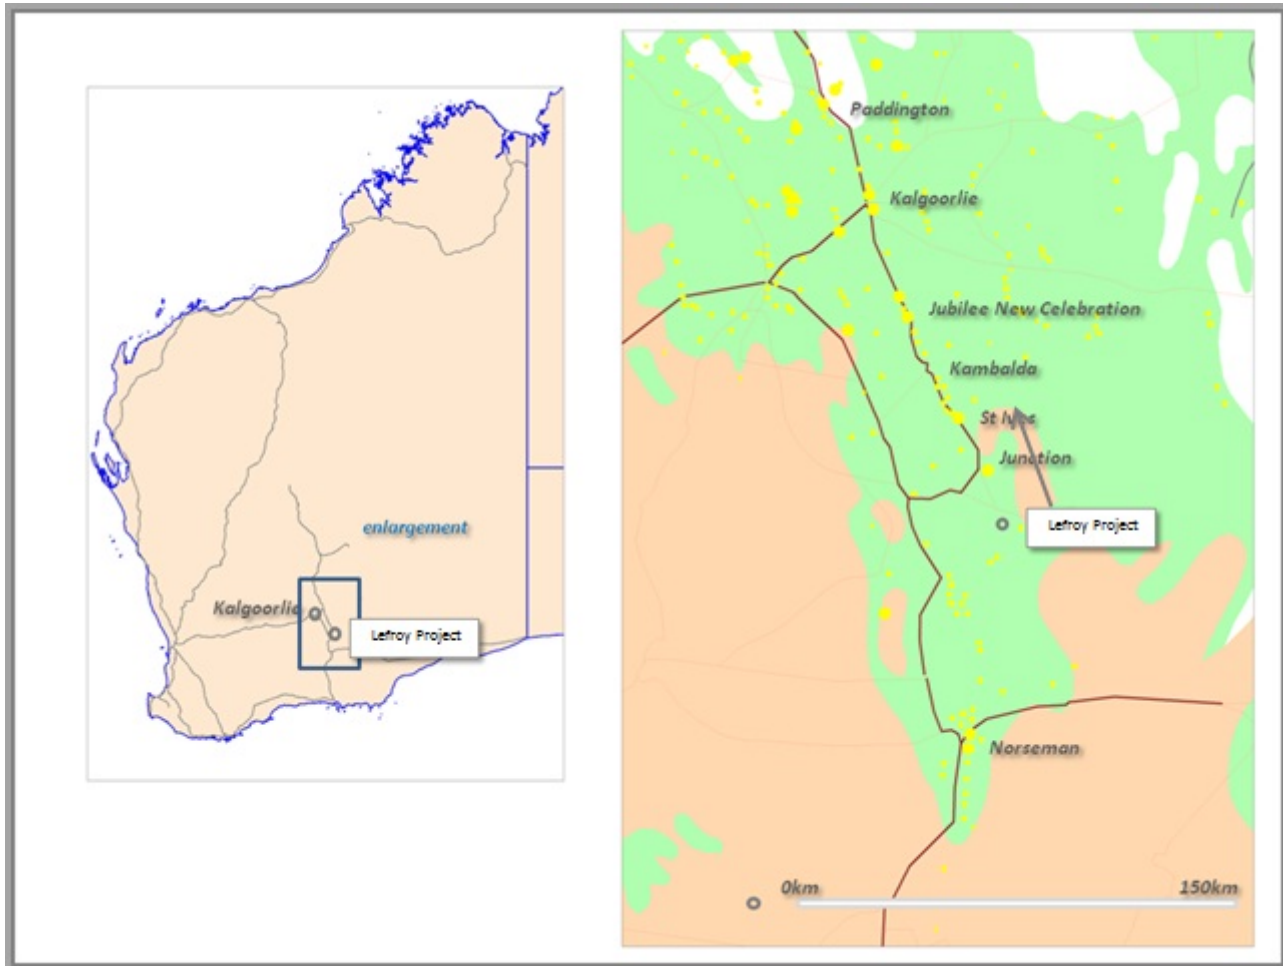 enlargement
Kalgoorlie
Lefroy Project
Paddington
Kalgoorlie
Jubilee New Celebration
Kambalda
St Ives
Junction
Lefroy Project
Norseman
0km
150km